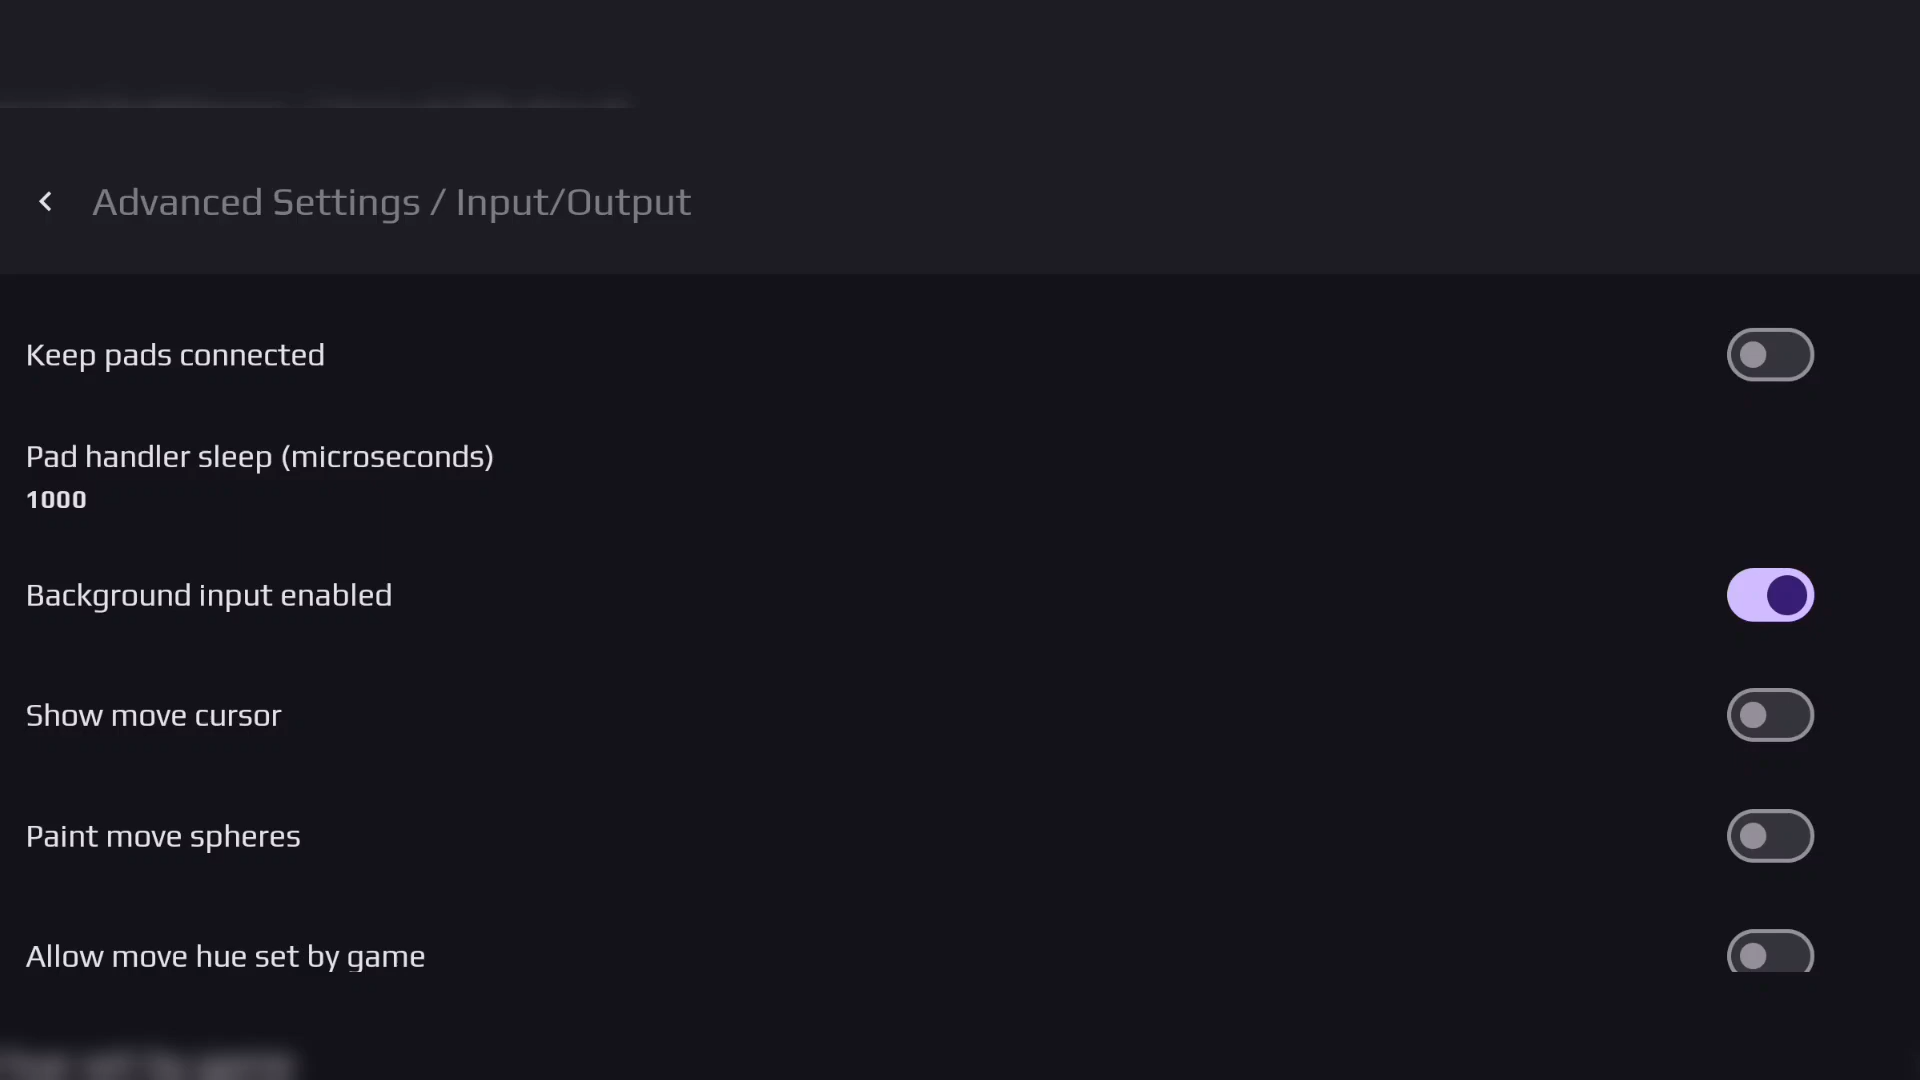 Advanced Settings / Input/Output
Keep pads connected
Pad handler sleep (microseconds)
1000
Background input enabled
Show move cursor
Paint move spheres
Allow move hue set by game